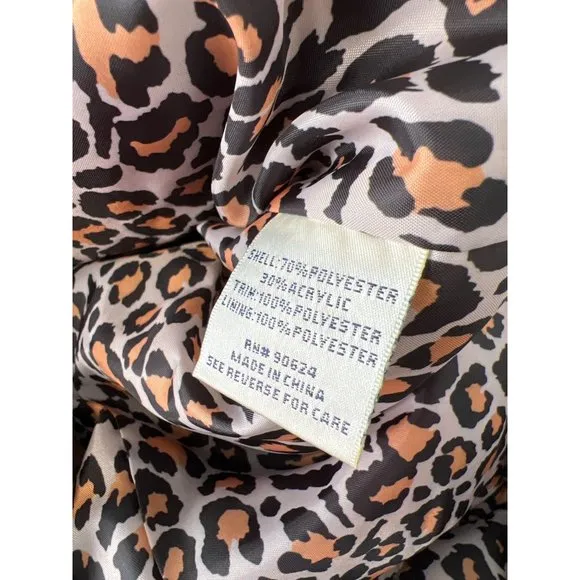 SHELL:70%POLYESTER
30%ACRYLIC
TRIM:100%POLYESTER
LINING:100%POLYESTER
RN# 90624
MADE IN CHINA
SEE REVERSE FOR CARE